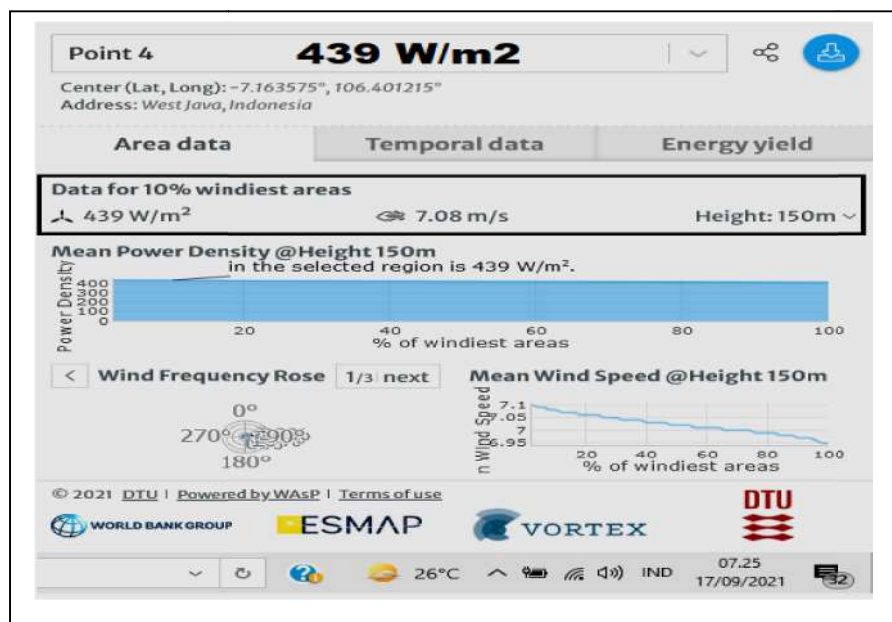 Point 4 439 W/m2
Center (Lat, Long): -7.163575°, 106.401215°
Address: West Java, Indonesia
Area data Temporal data Energy yield
Data for 10% windiest areas
439 W/m² 7.08 m/s Height: 150m
Mean Power Density @Height 150m
in the selected region is 439 W/m².
Power Density
400
300
200
100
0
20 40 60 80 100
% of windiest areas
< Wind Frequency Rose 1/3 next
0°
270° 90°
180°
Mean Wind Speed @Height 150m
n Wind Speed
7.1
7.05
7
6.95
20 40 60 80 100
% of windiest areas
© 2021 DTU | Powered by WAsP | Terms of use
WORLD BANK GROUP ESMAP VORTEX DTU
26°C IND 07.25
17/09/2021 32